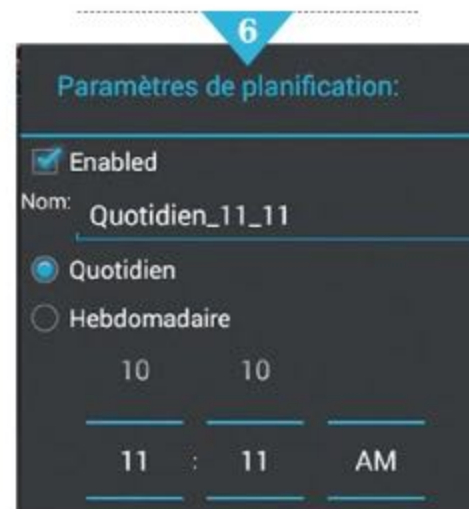 6
Paramètres de planification:
Enabled
Nom: Quotidien_11_11
Quotidien
Hebdomadaire
10 10
11 : 11 AM